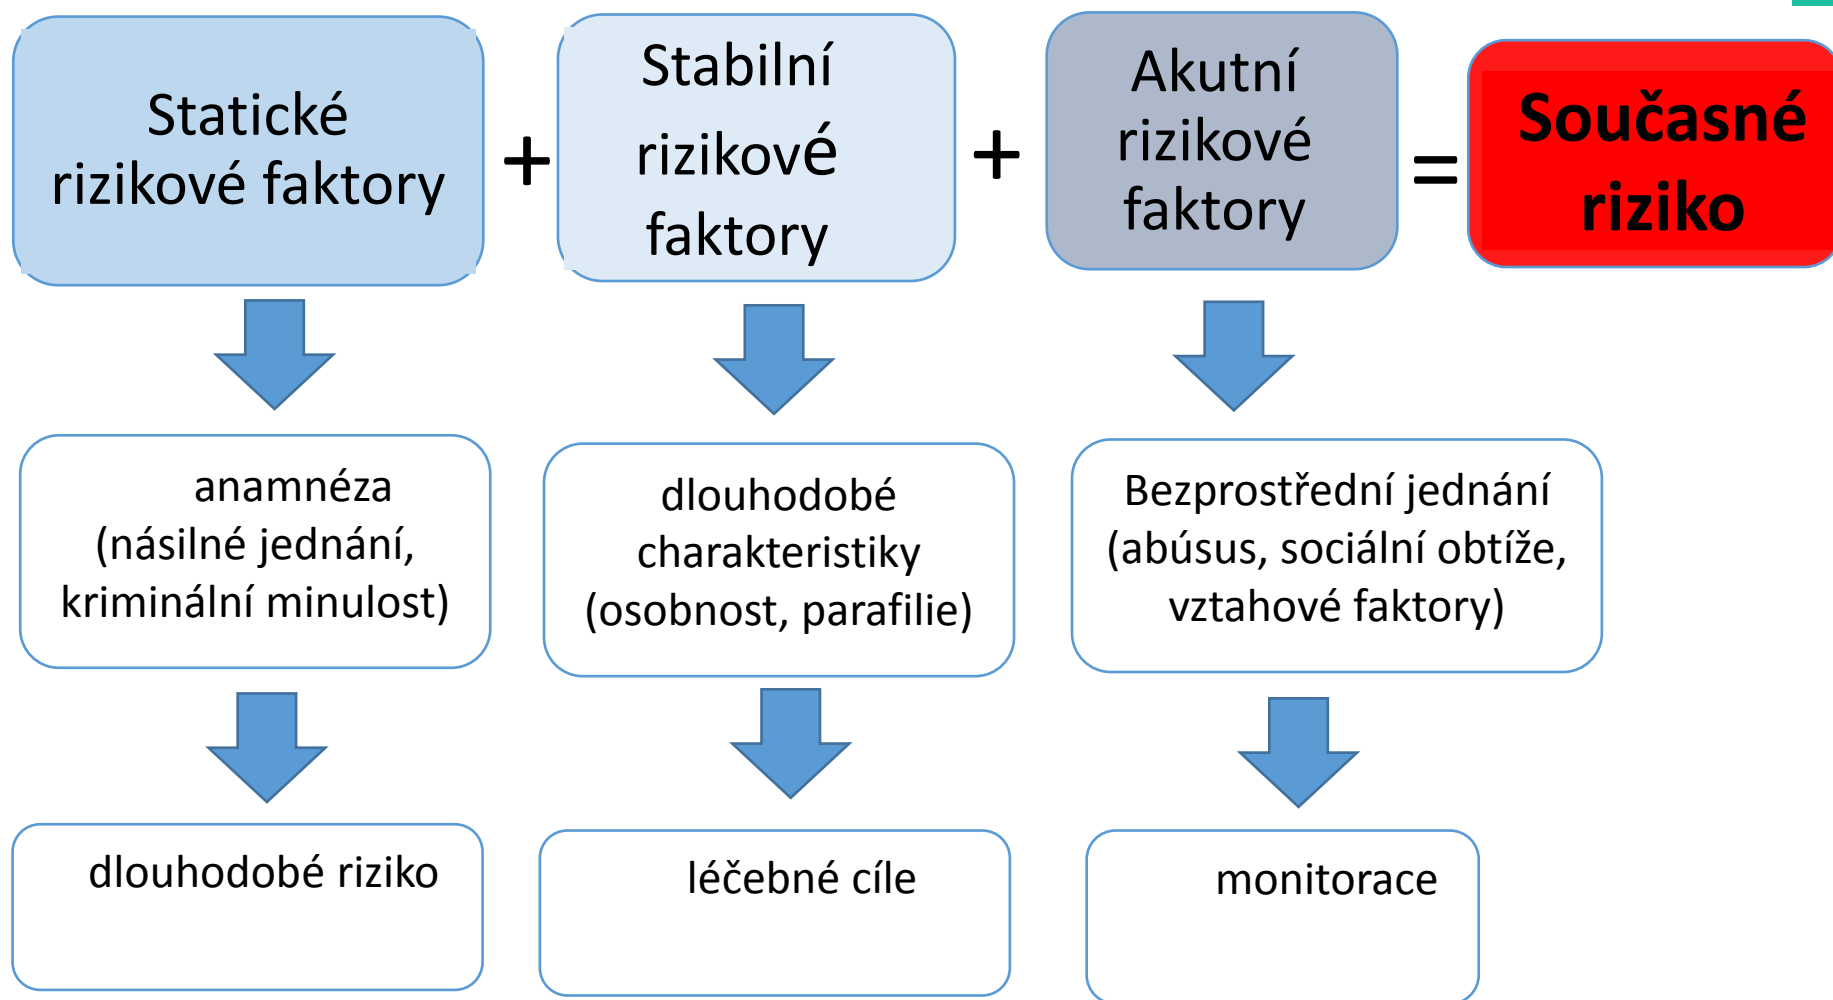 Statické
rizikové faktory
+
Stabilní
rizikové
faktory
+
Akutní
rizikové
faktory
=
Současné
riziko
anamnéza
(násilné jednání,
kriminální minulost)
dlouhodobé
charakteristiky
(osobnost, parafilie)
Bezprostřední jednání
(abúsus, sociální obtíže,
vztahové faktory)
dlouhodobé riziko
léčebné cíle
monitorace